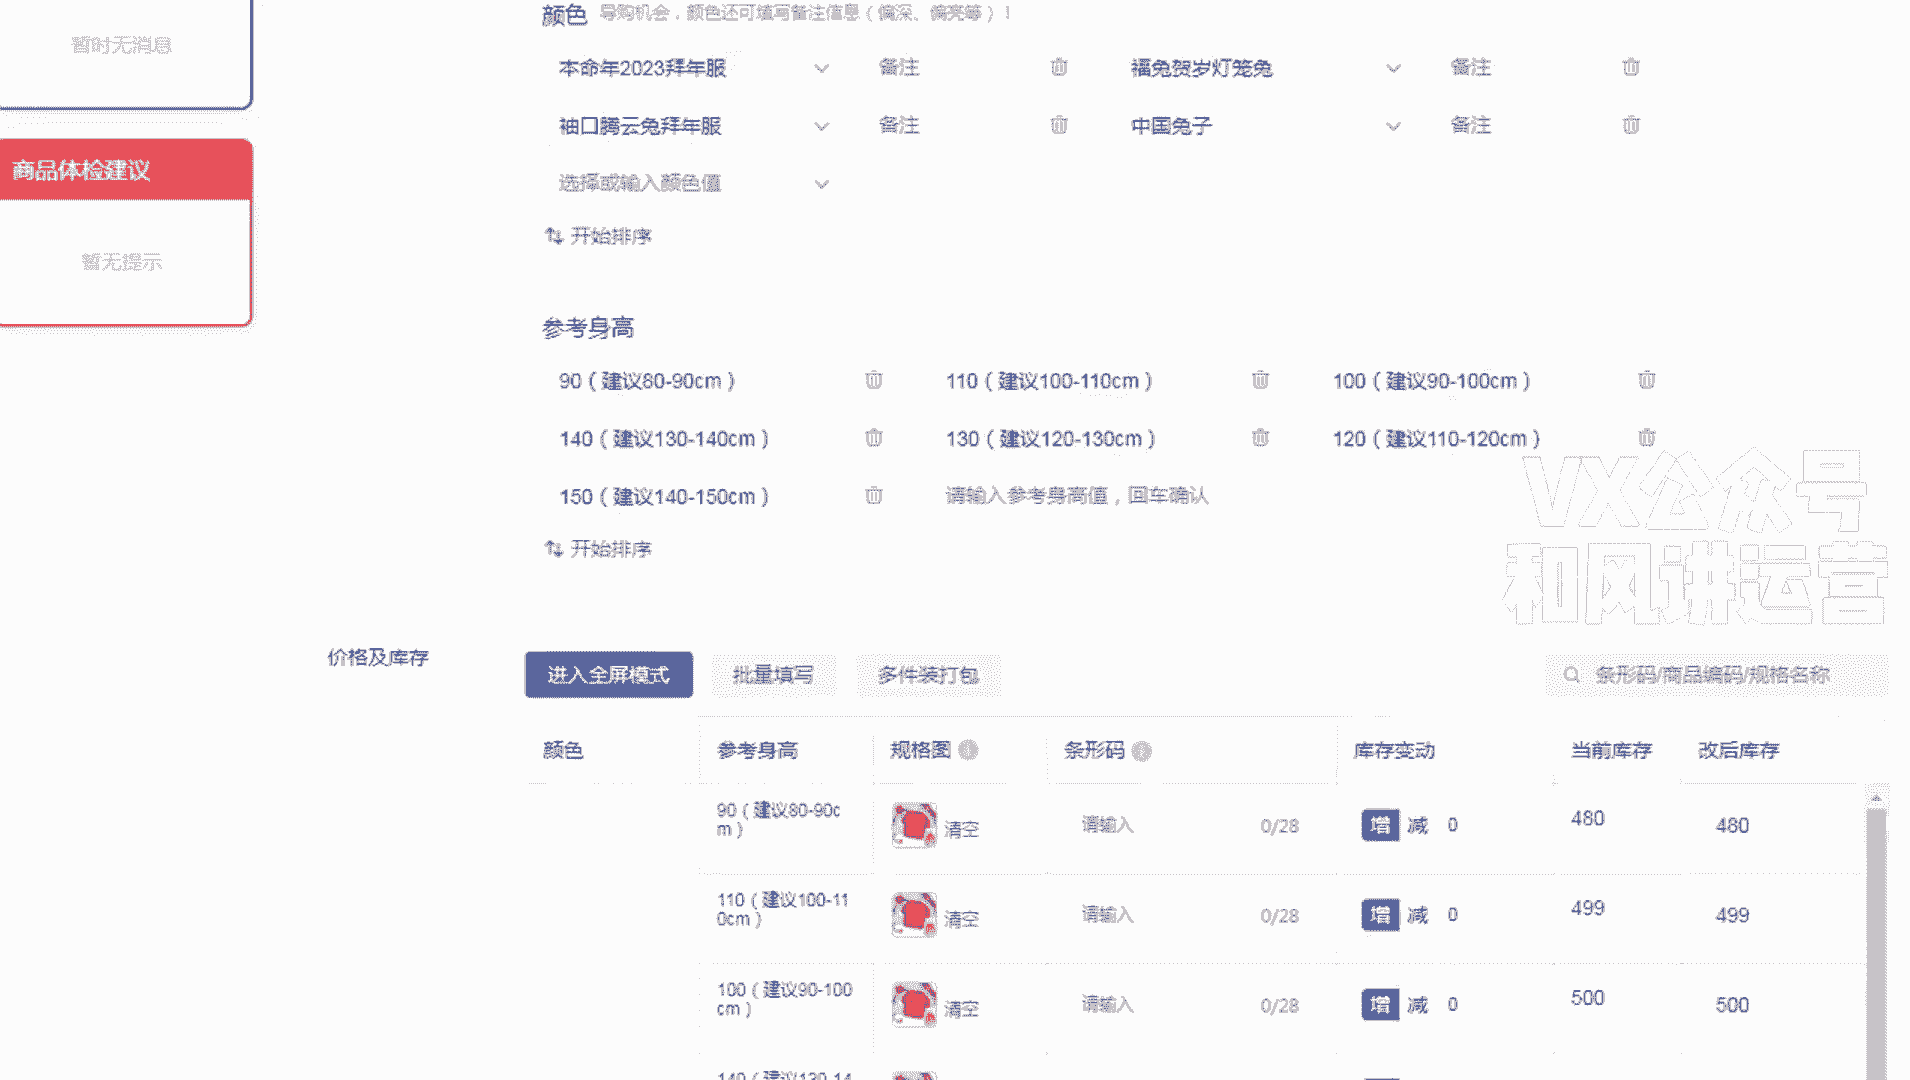 颜色 导购机会，颜色还可填写备注信息（偏深、偏亮等）！
暂时无消息
本命年2023拜年服 备注 福兔贺岁灯笼兔 备注
袖口腾云兔拜年服 备注 中国兔子 备注
商品体检建议
选择或输入颜色值
开始排序
暂无提示
参考身高
90（建议80-90cm） 110（建议100-110cm） 100（建议90-100cm）
140（建议130-140cm） 130（建议120-130cm） 120（建议110-120cm）
150（建议140-150cm） 请输入参考身高值，回车确认
VX公众号
和风讲运营
开始排序
价格及库存
进入全屏模式 批量填写 多件装打包 条形码/商品编码/规格名称
颜色 参考身高 规格图 条形码 库存变动 当前库存 改后库存
90（建议80-90c
m） 清空 请输入 0/28 增 减 0 480 480
110（建议100-11
0cm） 清空 请输入 0/28 增 减 0 499 499
100（建议90-100
cm） 清空 请输入 0/28 增 减 0 500 500
140（建议130-14